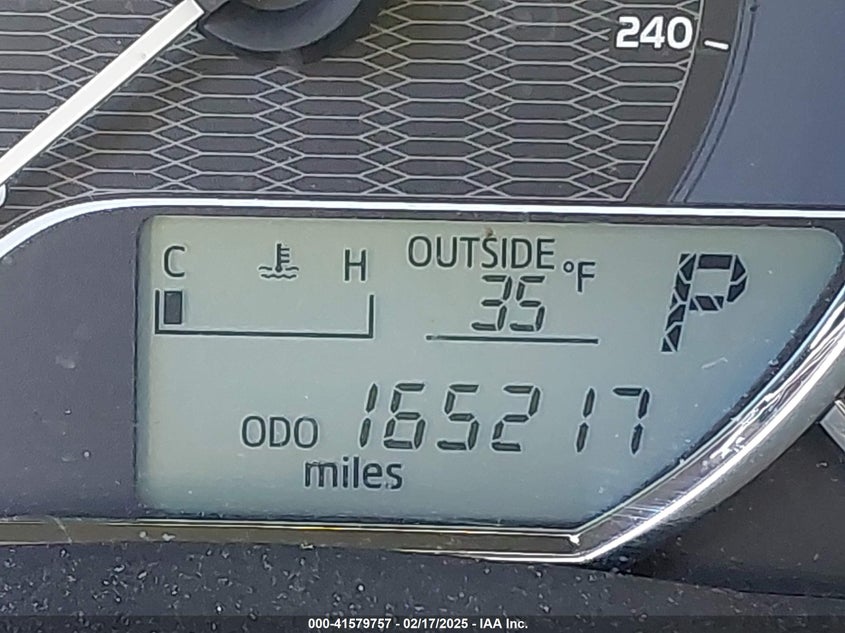 240
C H OUTSIDE °F
35 P
ODO 165217
miles
000-41579757 - 02/17/2025 - IAA Inc.